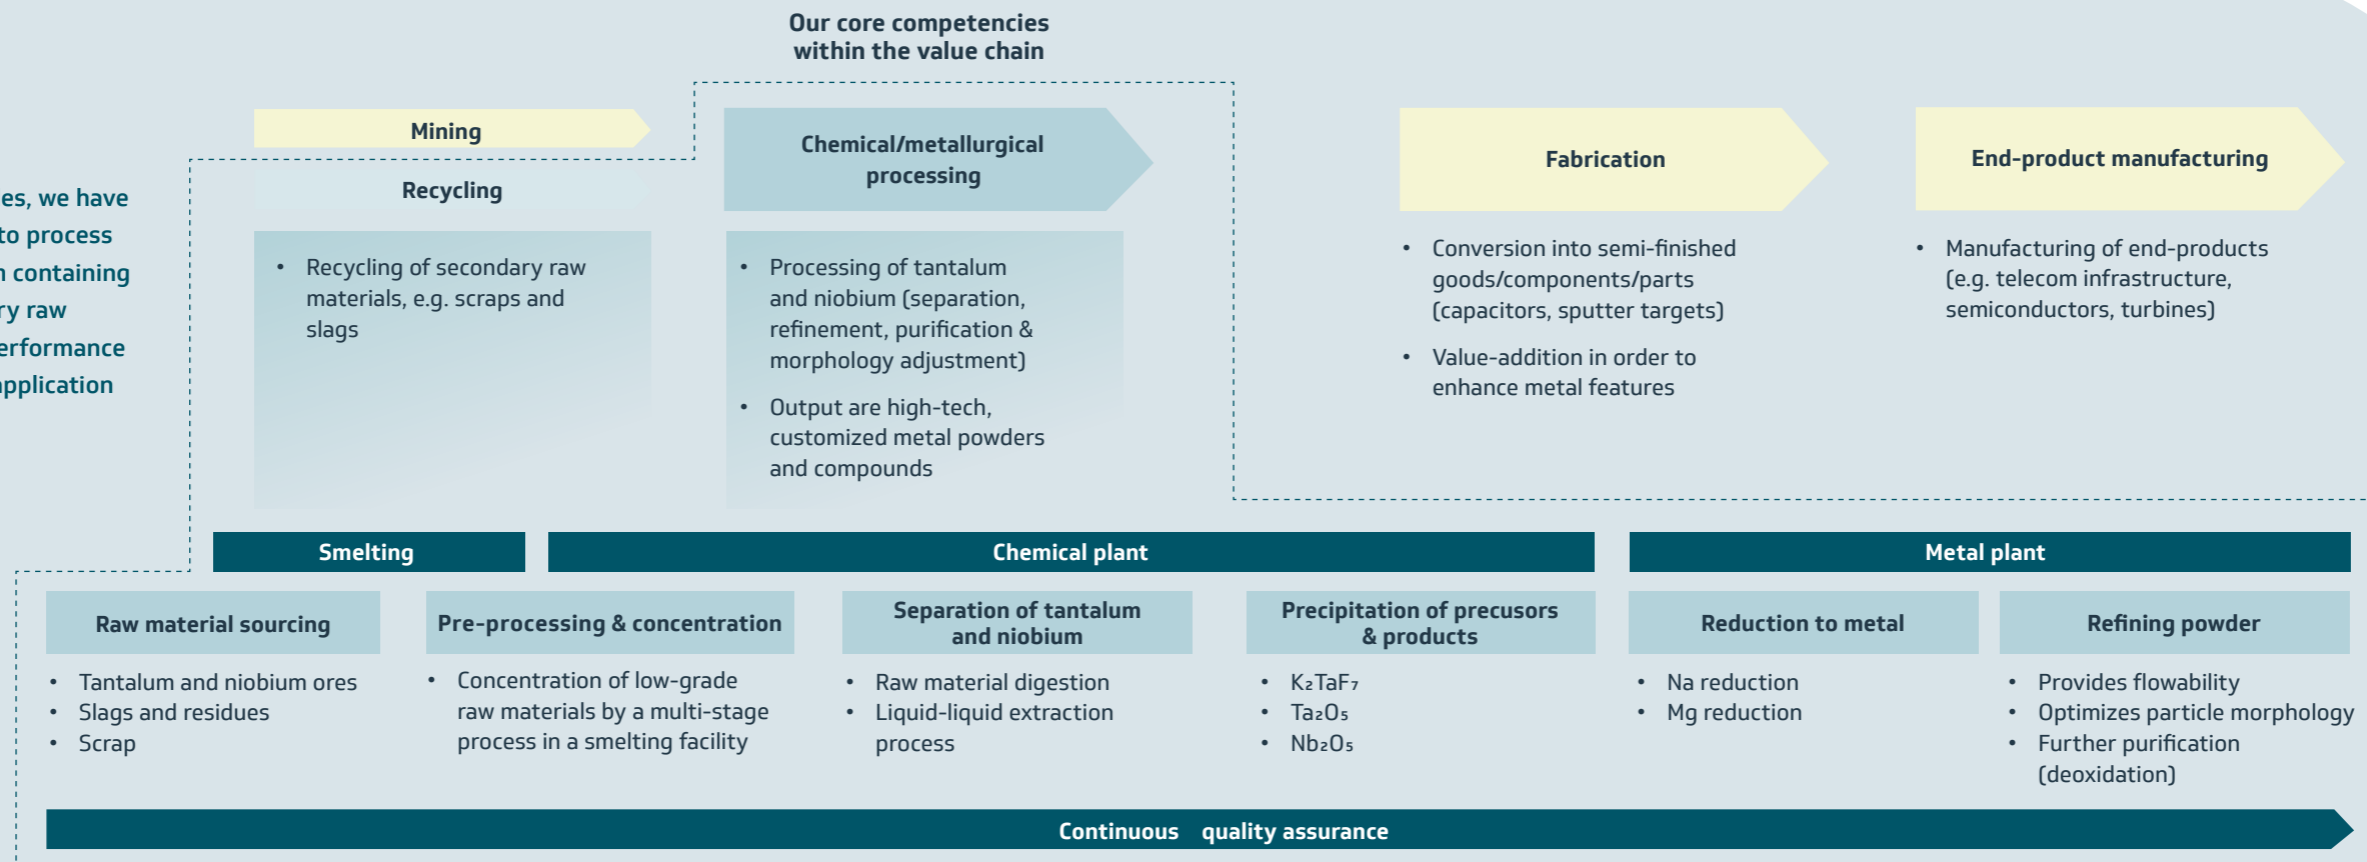 Our core competencies
within the value chain
es, we have
to process
containing
ry raw
erformance
application
Mining
Recycling
• Recycling of secondary raw
materials, e.g. scraps and
slags
Chemical/metallurgical
processing
• Processing of tantalum
and niobium (separation,
refinement, purification &
morphology adjustment)
• Output are high-tech,
customized metal powders
and compounds
Fabrication
• Conversion into semi-finished
goods/components/parts
(capacitors, sputter targets)
• Value-addition in order to
enhance metal features
End-product manufacturing
• Manufacturing of end-products
(e.g. telecom infrastructure,
semiconductors, turbines)
Smelting
Chemical plant
Metal plant
Raw material sourcing
• Tantalum and niobium ores
• Slags and residues
• Scrap
Pre-processing & concentration
• Concentration of low-grade
raw materials by a multi-stage
process in a smelting facility
Separation of tantalum
and niobium
• Raw material digestion
• Liquid-liquid extraction
process
Precipitation of precusors
& products
• K₂TaF₇
• Ta₂O₅
• Nb₂O₅
Reduction to metal
• Na reduction
• Mg reduction
Refining powder
• Provides flowability
• Optimizes particle morphology
• Further purification
(deoxidation)
Continuous quality assurance